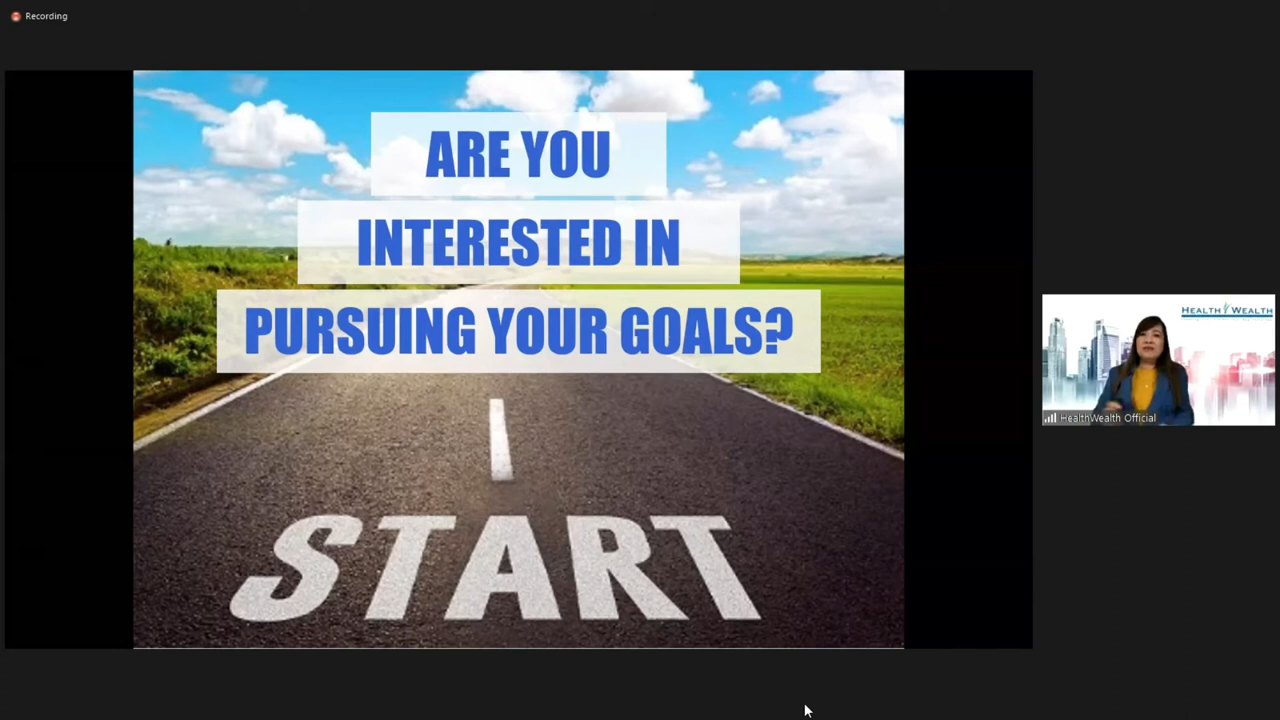 Recording
ARE YOU
INTERESTED IN
PURSUING YOUR GOALS?
START
HEALTH WEALTH
HealthWealth Official